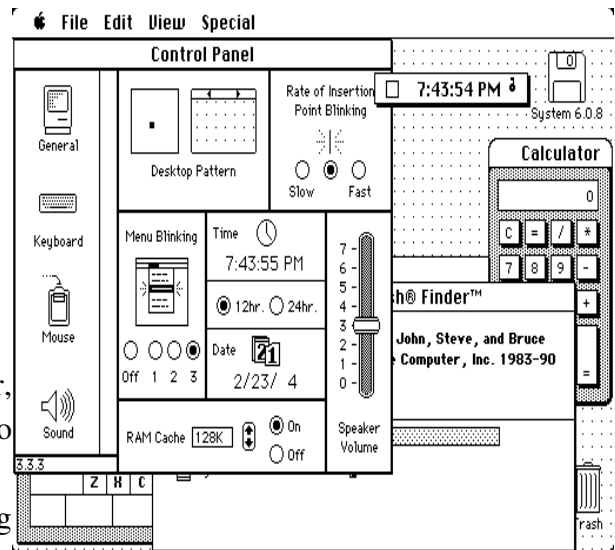 File Edit View Special
Control Panel
General
Keyboard
Mouse
Sound
3.3.3
Desktop Pattern
Rate of Insertion
Point Blinking
Slow Fast
Menu Blinking
Off 1 2 3
Time
7:43:55 PM
12hr. 24hr.
Date
21
2/23/ 4
7 -
6 -
5 -
4 -
3 -
2 -
1 -
0 -
Speaker
Volume
RAM Cache 128K On
Off
7:43:54 PM
System 6.0.8
Calculator
0
C = / *
7 8 9 -
+
=
sh® Finder™
John, Steve, and Bruce
Computer, Inc. 1983-90
Z X C
Trash